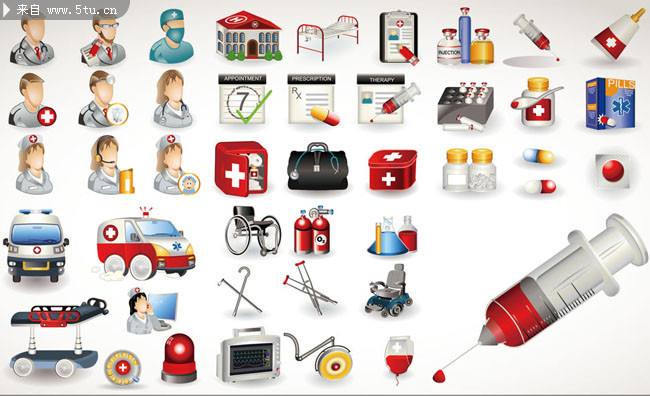 来自 www.5tu.cn
H
INJECTION
APPOINTMENT
7
PRESCRIPTION
Rx
THERAPY
PILLS
O2